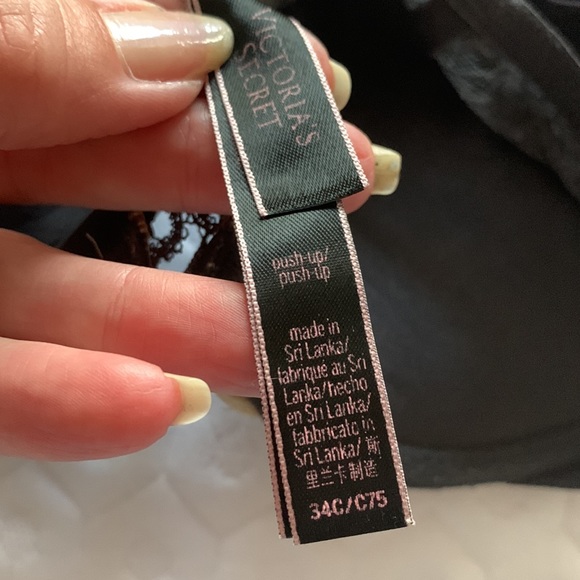 VICTORIA'S
SECRET
push-up/
push-up
made in
Sri Lanka/
fabriqué au Sri
Lanka/hecho
en Sri Lanka/
fabbricato in
Sri Lanka/ 斯
里兰卡制造
34C/C75